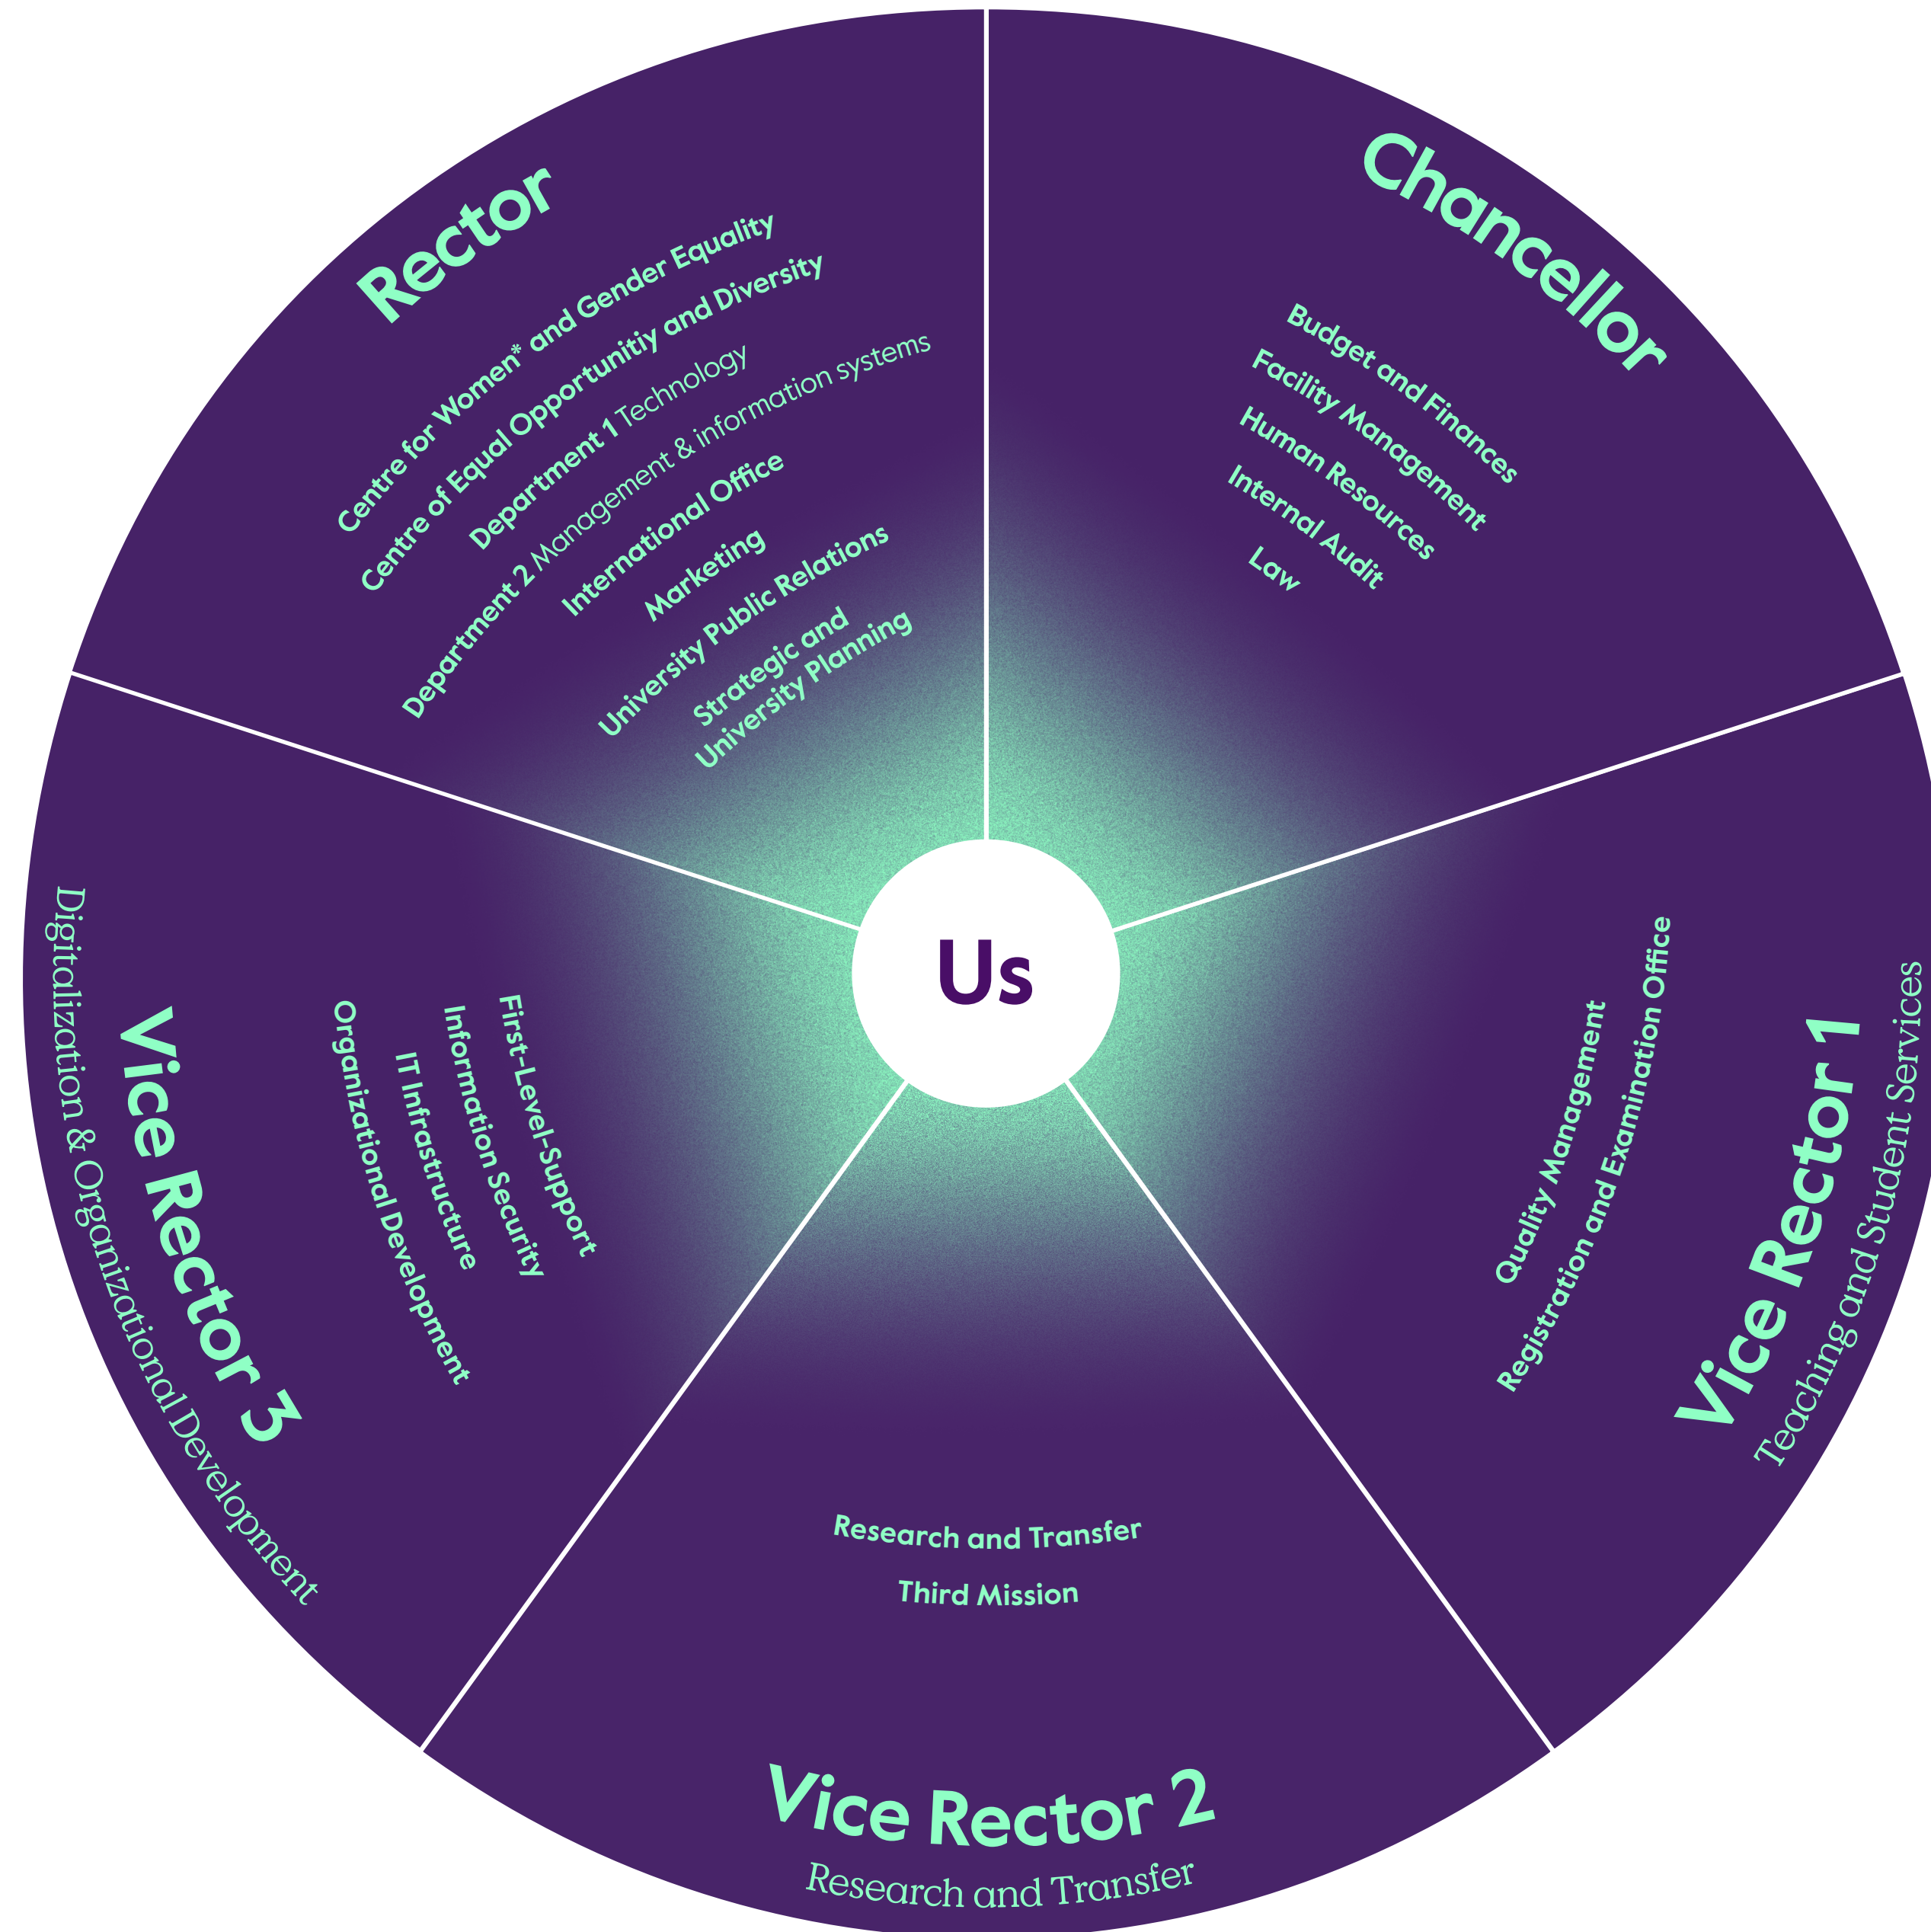 Rector
Centre for Women* and Gender Equality
Centre of Equal Opportunitiy and Diversity
Department 1 Technology
Department 2 Management & information systems
International Office
Marketing
University Public Relations
Strategic and
University Planning
Chancellor
Budget and Finances
Facility Management
Human Resources
Internal Audit
Law
Us
Quality Management
Registration and Examination Office
Vice Rector 1
Teaching and Student Services
Research and Transfer
Third Mission
Vice Rector 2
Research and Transfer
First-Level-Support
Information Security
IT Infrastructure
Organizational Development
Vice Rector 3
Digitalization & Organizational Development